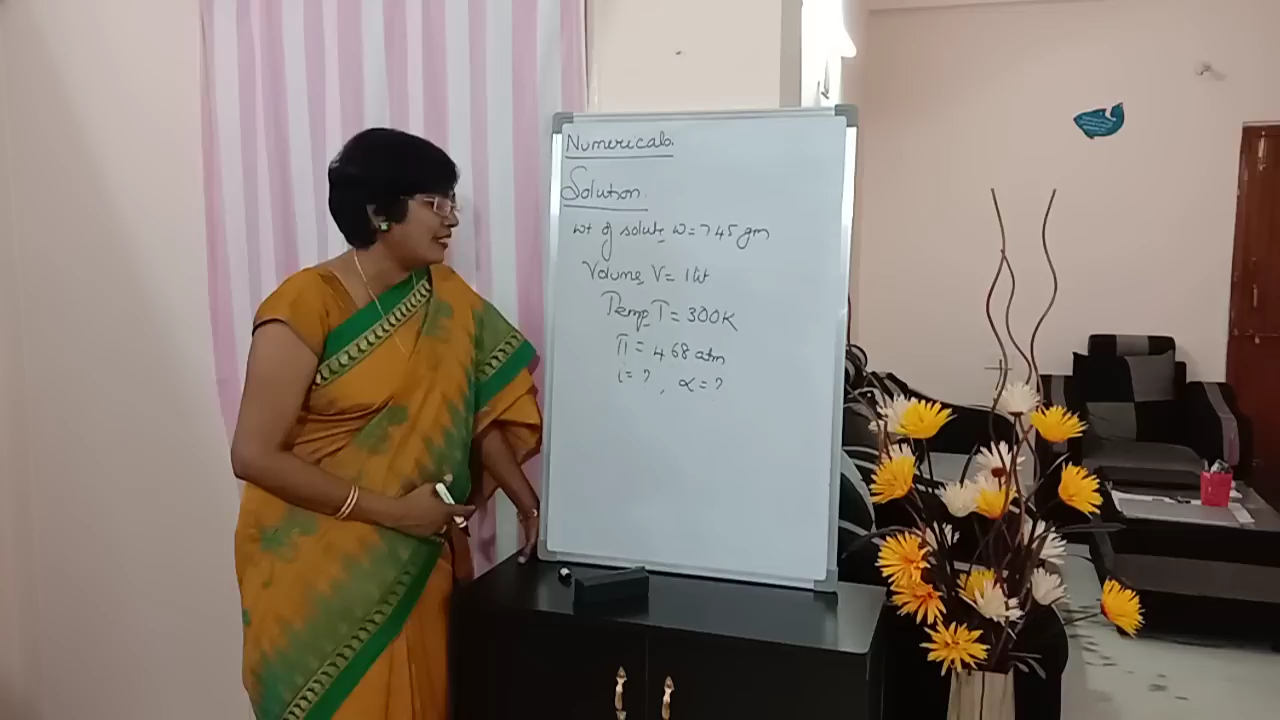 Numericals.
Solution.
wt of solute w = 7.45 gm
Volume, V = 1 lit
Temp T = 300K
π = 4.68 atm
i = ? , α = ?